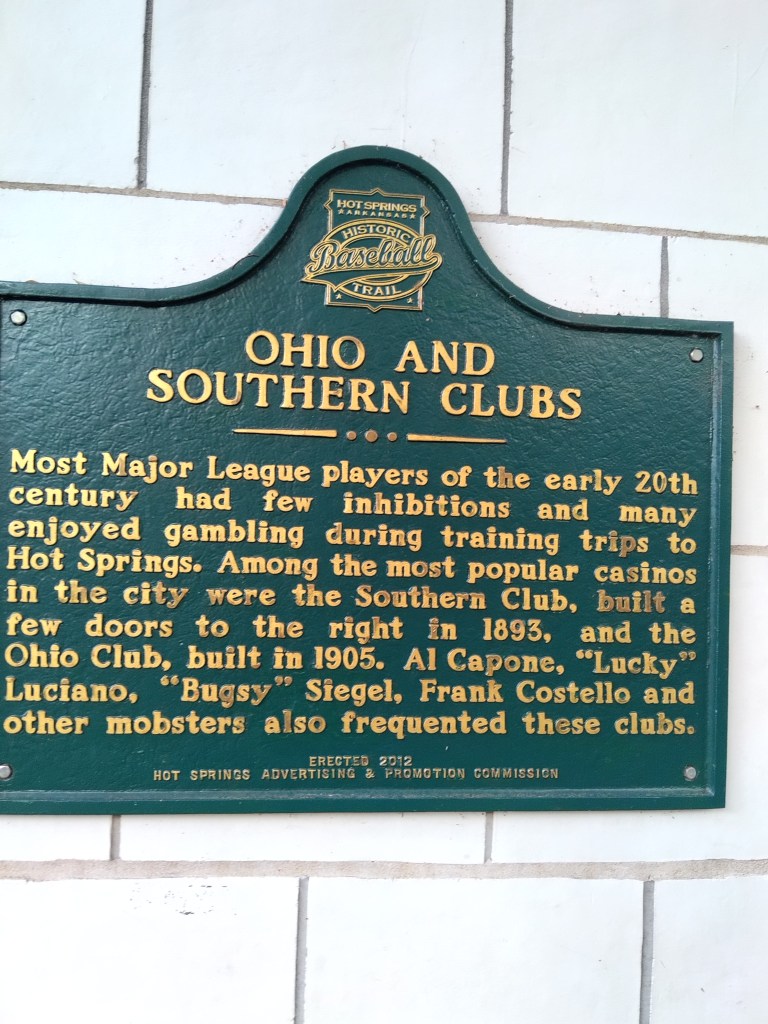 HOT SPRINGS
ARKANSAS
HISTORIC
Baseball
TRAIL
OHIO AND
SOUTHERN CLUBS
Most Major League players of the early 20th
century had few inhibitions and many
enjoyed gambling during training trips to
Hot Springs. Among the most popular casinos
in the city were the Southern Club, built a
few doors to the right in 1893, and the
Ohio Club, built in 1905. Al Capone, “Lucky”
Luciano, “Bugsy” Siegel, Frank Costello and
other mobsters also frequented these clubs.
ERECTED 2012
HOT SPRINGS ADVERTISING & PROMOTION COMMISSION